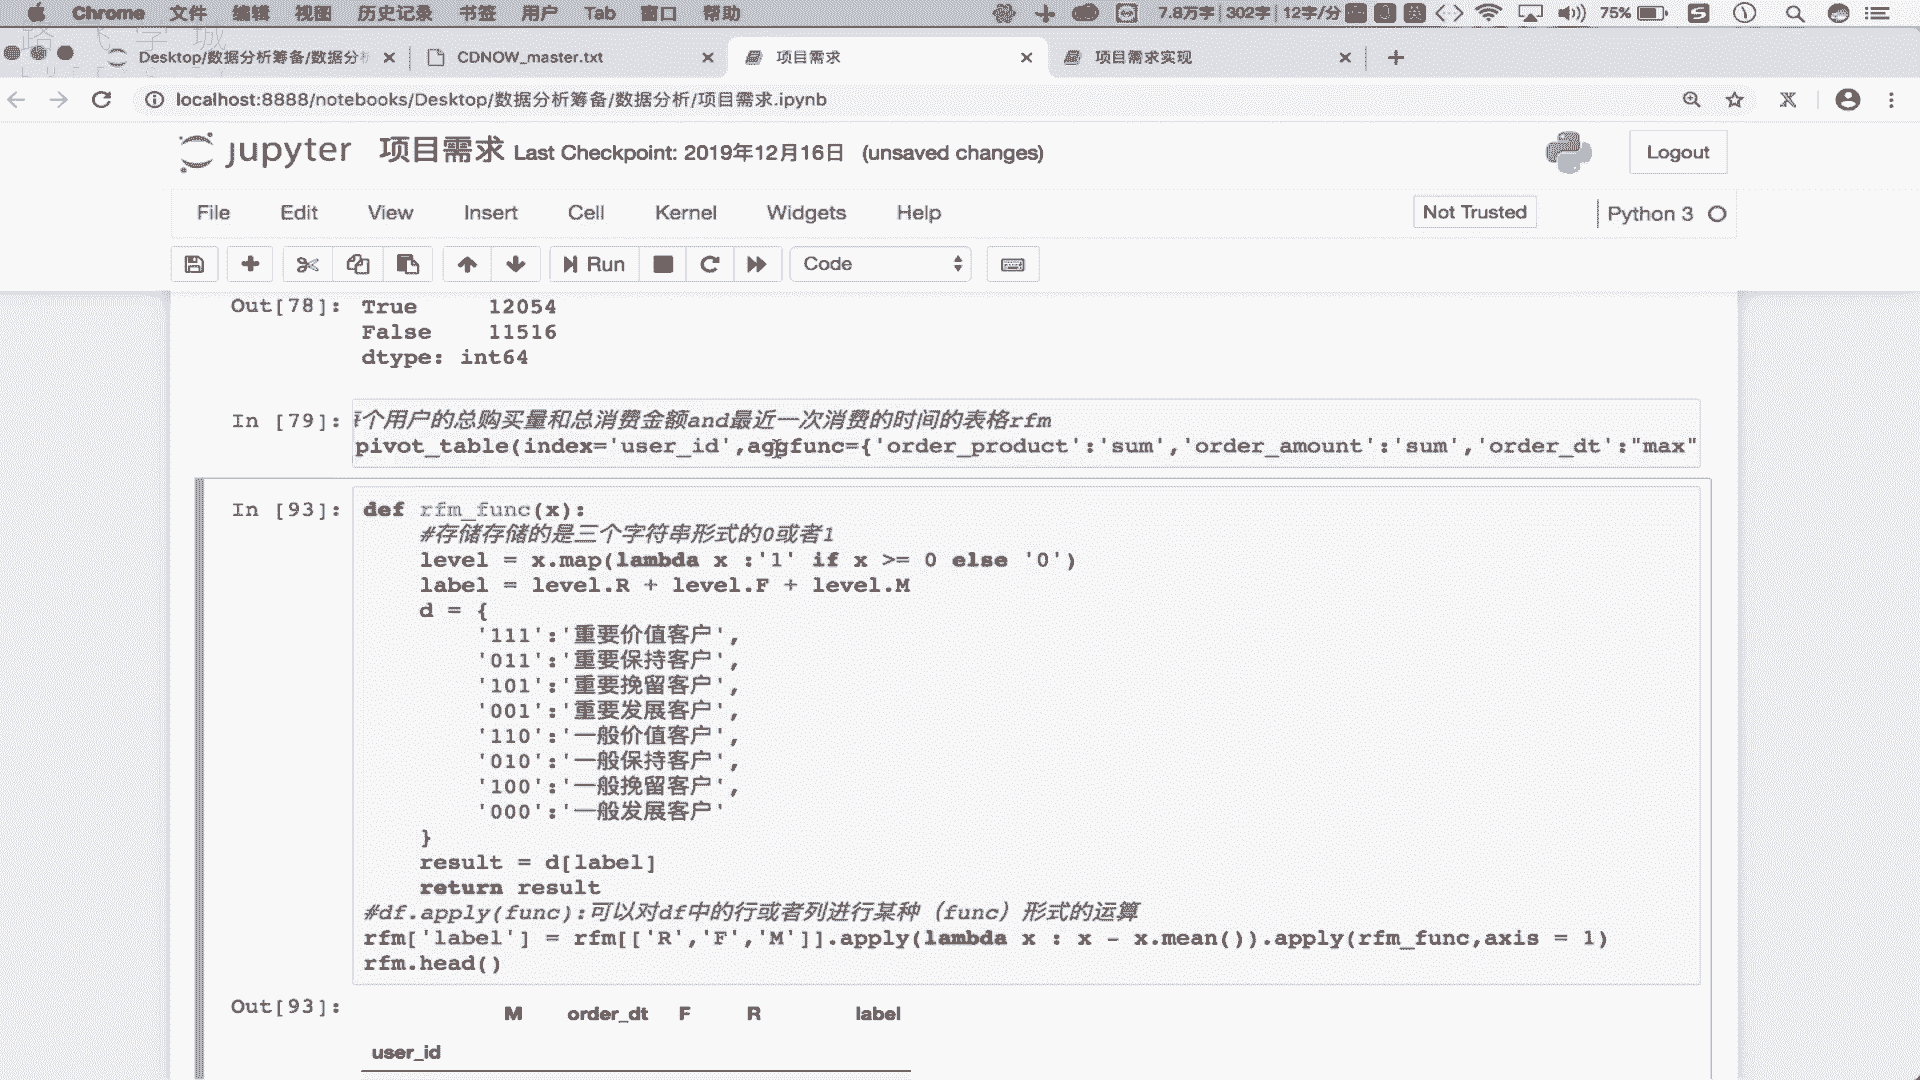 Chrome 文件 编辑 视图 历史记录 书签 用户 Tab 窗口 帮助 7.8万字 302字 12字/分 75%
Desktop/数据分析筹备/数据分 CDNOW_master.txt 项目需求 项目需求实现
localhost:8888/notebooks/Desktop/数据分析筹备/数据分析/项目需求.ipynb
jupyter 项目需求 Last Checkpoint: 2019年12月16日 (unsaved changes) Logout
File Edit View Insert Cell Kernel Widgets Help Not Trusted Python 3
Run Code
Out[78]: True 12054
False 11516
dtype: int64
In [79]: 个用户的总购买量和总消费金额and最近一次消费的时间的表格rfm
pivot_table(index='user_id',aggfunc={'order_product':'sum','order_amount':'sum','order_dt':"max"
In [93]: def rfm_func(x):
#存储存储的是三个字符串形式的0或者1
level = x.map(lambda x :'1' if x >= 0 else '0')
label = level.R + level.F + level.M
d = {
'111':'重要价值客户',
'011':'重要保持客户',
'101':'重要挽留客户',
'001':'重要发展客户',
'110':'一般价值客户',
'010':'一般保持客户',
'100':'一般挽留客户',
'000':'一般发展客户'
}
result = d[label]
return result
#df.apply(func):可以对df中的行或者列进行某种（func）形式的运算
rfm['label'] = rfm[['R','F','M']].apply(lambda x : x - x.mean()).apply(rfm_func,axis = 1)
rfm.head()
Out[93]:
M order_dt F R label
user_id